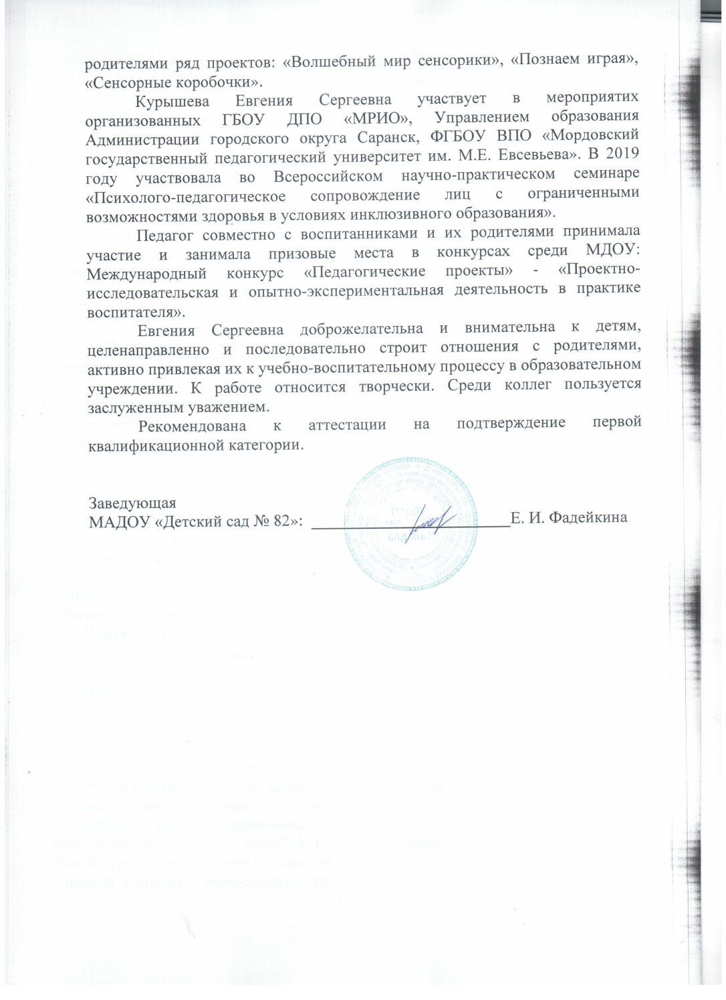 родителями ряд проектов: «Волшебный мир сенсорики», «Познаем играя»,
«Сенсорные коробочки».
Курышева Евгения Сергеевна участвует в мероприятих
организованных ГБОУ ДПО «МРИО», Управлением образования
Администрации городского округа Саранск, ФГБОУ ВПО «Мордовский
государственный педагогический университет им. М.Е. Евсевьева». В 2019
году участвовала во Всероссийском научно-практическом семинаре
«Психолого-педагогическое сопровождение лиц с ограниченными
возможностями здоровья в условиях инклюзивного образования».
Педагог совместно с воспитанниками и их родителями принимала
участие и занимала призовые места в конкурсах среди МДОУ:
Международный конкурс «Педагогические проекты» - «Проектно-
исследовательская и опытно-экспериментальная деятельность в практике
воспитателя».
Евгения Сергеевна доброжелательна и внимательна к детям,
целенаправленно и последовательно строит отношения с родителями,
активно привлекая их к учебно-воспитательному процессу в образовательном
учреждении. К работе относится творчески. Среди коллег пользуется
заслуженным уважением.
Рекомендована к аттестации на подтверждение первой
квалификационной категории.
Заведующая
МАДОУ «Детский сад № 82»: Е. И. Фадейкина